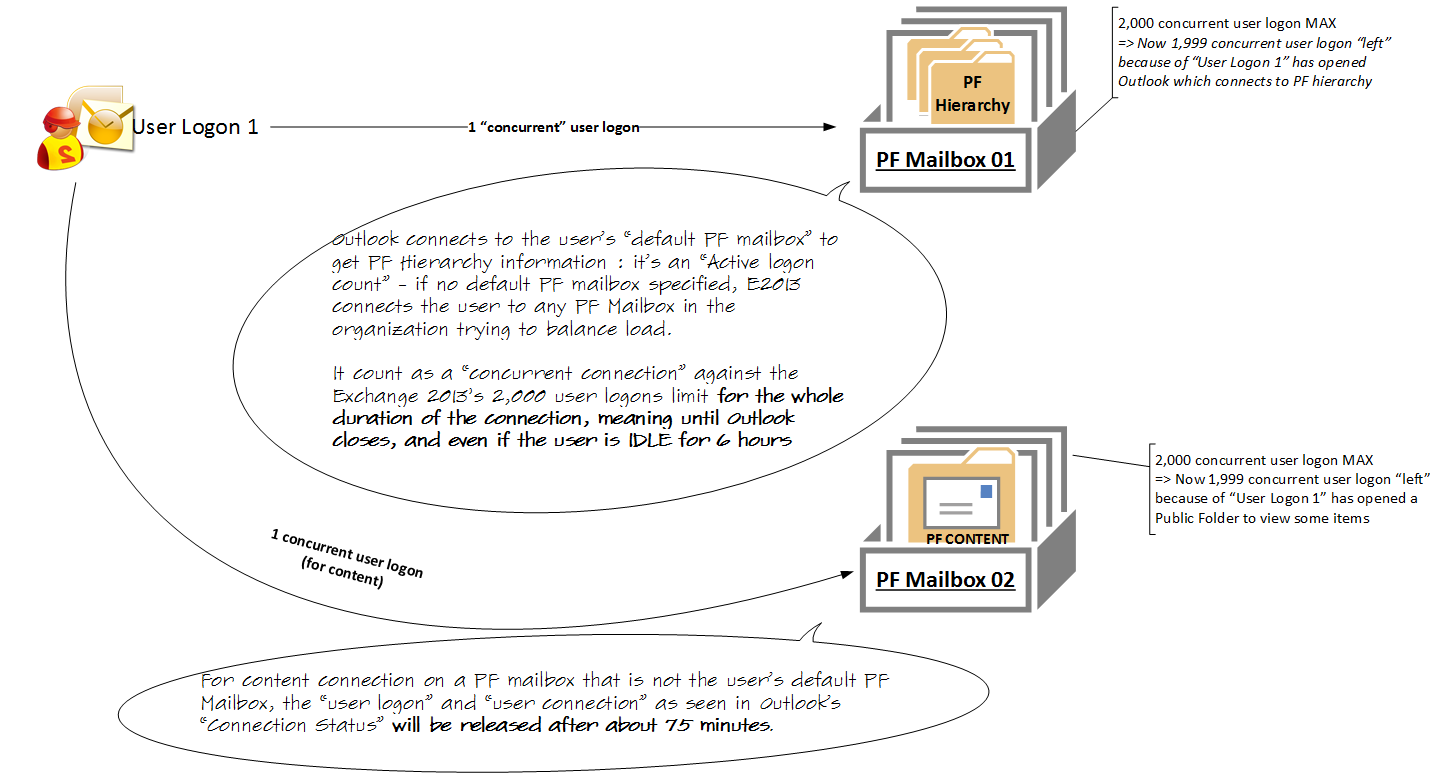 2,000 concurrent user logon MAX
=> Now 1,999 concurrent user logon “left”
because of “User Logon 1” has opened
Outlook which connects to PF hierarchy
PF
Hierarchy
User Logon 1
1 “concurrent” user logon
PF Mailbox 01
Outlook connects to the user’s “default PF mailbox” to
get PF Hierarchy information : it’s an “Active logon
count” – if no default PF mailbox specified, E2013
connects the user to any PF Mailbox in the
organization trying to balance load.
It count as a “concurrent connection” against the
Exchange 2013’s 2,000 user logons limit for the whole
duration of the connection, meaning until Outlook
closes, and even if the user is IDLE for 6 hours
2,000 concurrent user logon MAX
=> Now 1,999 concurrent user logon “left”
because of “User Logon 1” has opened a
Public Folder to view some items
PF CONTENT
PF Mailbox 02
1 concurrent user logon
(for content)
For content connection on a PF mailbox that is not the user’s default PF
Mailbox, the “user logon” and “user connection” as seen in Outlook’s
“Connection Status” will be released after about 75 minutes.